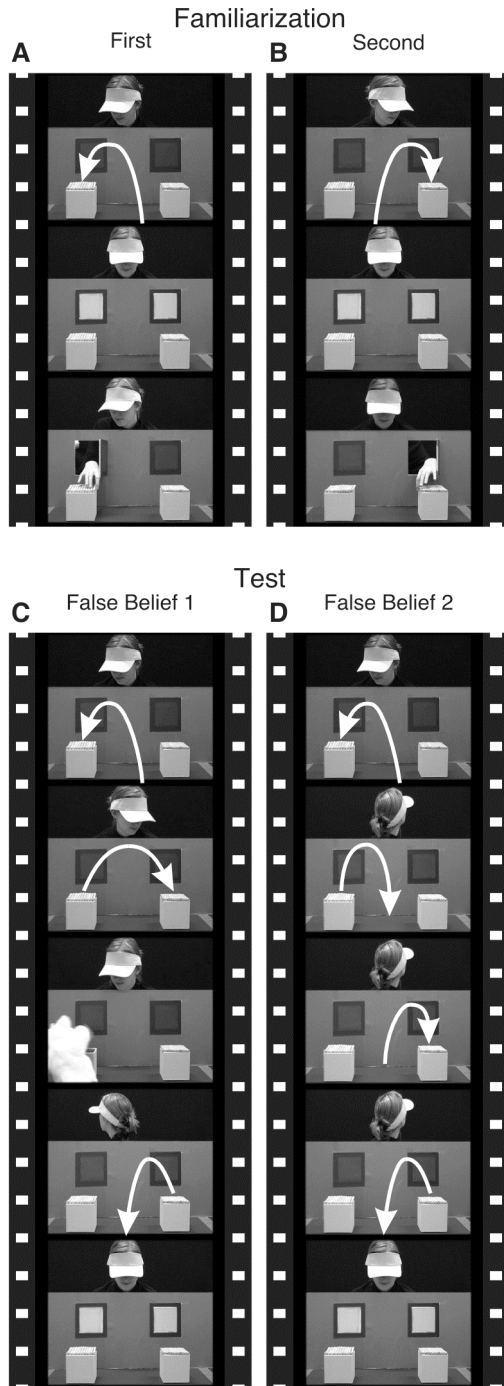 Familiarization
First
Second
A
B
Test
False Belief 1
False Belief 2
C
D